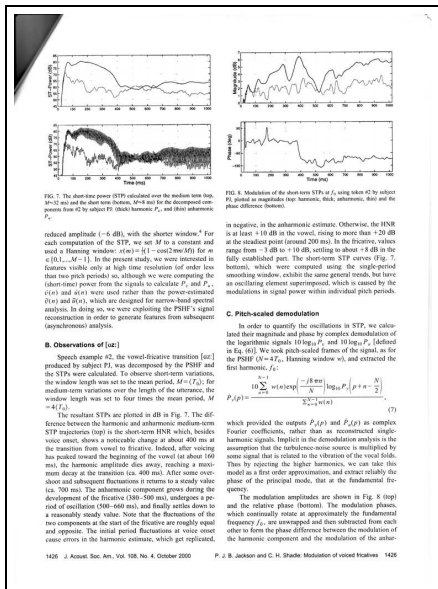 FIG. 7. The short-time power (STP) calculated over the medium term (top,
M=32 ms) and the short term (bottom, M=8 ms) for the decomposed com-
ponents from #2 by subject PJ: (thick) harmonic Pᵥ, and (thin) anharmonic
Pᵤ.
reduced amplitude (−6 dB), with the shorter window.⁴ For
each computation of the STP, we set M to a constant and
used a Hanning window: x(m)=½(1−cos(2πm/M)) for m
∈[0,1,...,M−1]. In the present study, we were interested in
features visible only at high time resolution (of order less
than two pitch periods) so, although we were computing the
(short-time) power from the signals to calculate Pᵥ and Pᵤ,
v̂(n) and û(n) were used rather than the power-estimated
ṽ(n) and ũ(n), which are designed for narrow-band spectral
analysis. In doing so, we were exploiting the PSHF's signal
reconstruction in order to generate features from subsequent
(asynchronous) analysis.
B. Observations of [ɑz:]
Speech example #2, the vowel-fricative transition [ɑz:]
produced by subject PJ, was decomposed by the PSHF and
the STPs were calculated. To observe short-term variations,
the window length was set to the mean period, M=⟨T₀⟩; for
medium-term variations over the length of the utterance, the
window length was set to four times the mean period, M
=4⟨T₀⟩.
The resultant STPs are plotted in dB in Fig. 7. The dif-
ference between the harmonic and anharmonic medium-term
STP trajectories (top) is the short-term HNR which, besides
voice onset, shows a noticeable change at about 400 ms at
the transition from vowel to fricative. Indeed, after voicing
has peaked toward the beginning of the vowel (at about 160
ms), the harmonic amplitude dies away, reaching a maxi-
mum decay at the transition (ca. 400 ms). After some over-
shoot and subsequent fluctuations it returns to a steady value
(ca. 700 ms). The anharmonic component grows during the
development of the fricative (380–500 ms), undergoes a pe-
riod of oscillation (500–660 ms), and finally settles down to
a reasonably steady value. Note that the fluctuations of the
two components at the start of the fricative are roughly equal
and opposite. The initial period fluctuations at voice onset
cause errors in the harmonic estimate, which get replicated,
FIG. 8. Modulation of the short-term STPs at f₀ using token #2 by subject
PJ, plotted as magnitudes (top: harmonic, thick; anharmonic, thin) and the
phase difference (bottom).
in negative, in the anharmonic estimate. Otherwise, the HNR
is at least +10 dB in the vowel, rising to more than +20 dB
at the steadiest point (around 200 ms). In the fricative, values
range from −3 dB to +10, settling to about +8 dB in the
fully established part. The short-term STP curves (Fig. 7,
bottom), which were computed using the single-period
smoothing window, exhibit the same general trends, but have
an oscillating element superimposed, which is caused by the
modulations in signal power within individual pitch periods.
C. Pitch-scaled demodulation
In order to quantify the oscillations in STP, we calcu-
lated their magnitude and phase by complex demodulation of
the logarithmic signals 10 log₁₀ Pᵥ and 10 log₁₀ Pᵤ [defined
in Eq. (6)]. We took pitch-scaled frames of the signal, as for
the PSHF (N=4T₀, Hanning window w), and extracted the
first harmonic, f₀:
(7)
which provided the outputs as complex
Fourier coefficients, rather than as reconstructed single-
harmonic signals. Implicit in the demodulation analysis is the
assumption that the turbulence-noise source is multiplied by
some signal that is related to the vibration of the vocal folds.
Thus by rejecting the higher harmonics, we can take this
model as a first order approximation, and extract reliably the
phase of the principal mode, that at the fundamental fre-
quency.
The modulation amplitudes are shown in Fig. 8 (top)
and the relative phase (bottom). The modulation phases,
which continually rotate at approximately the fundamental
frequency f₀, are unwrapped and then subtracted from each
other to form the phase difference between the modulation of
the harmonic component and the modulation of the anhar-
1426 J. Acoust. Soc. Am., Vol. 108, No. 4, October 2000
P. J. B. Jackson and C. H. Shadle: Modulation of voiced fricatives 1426